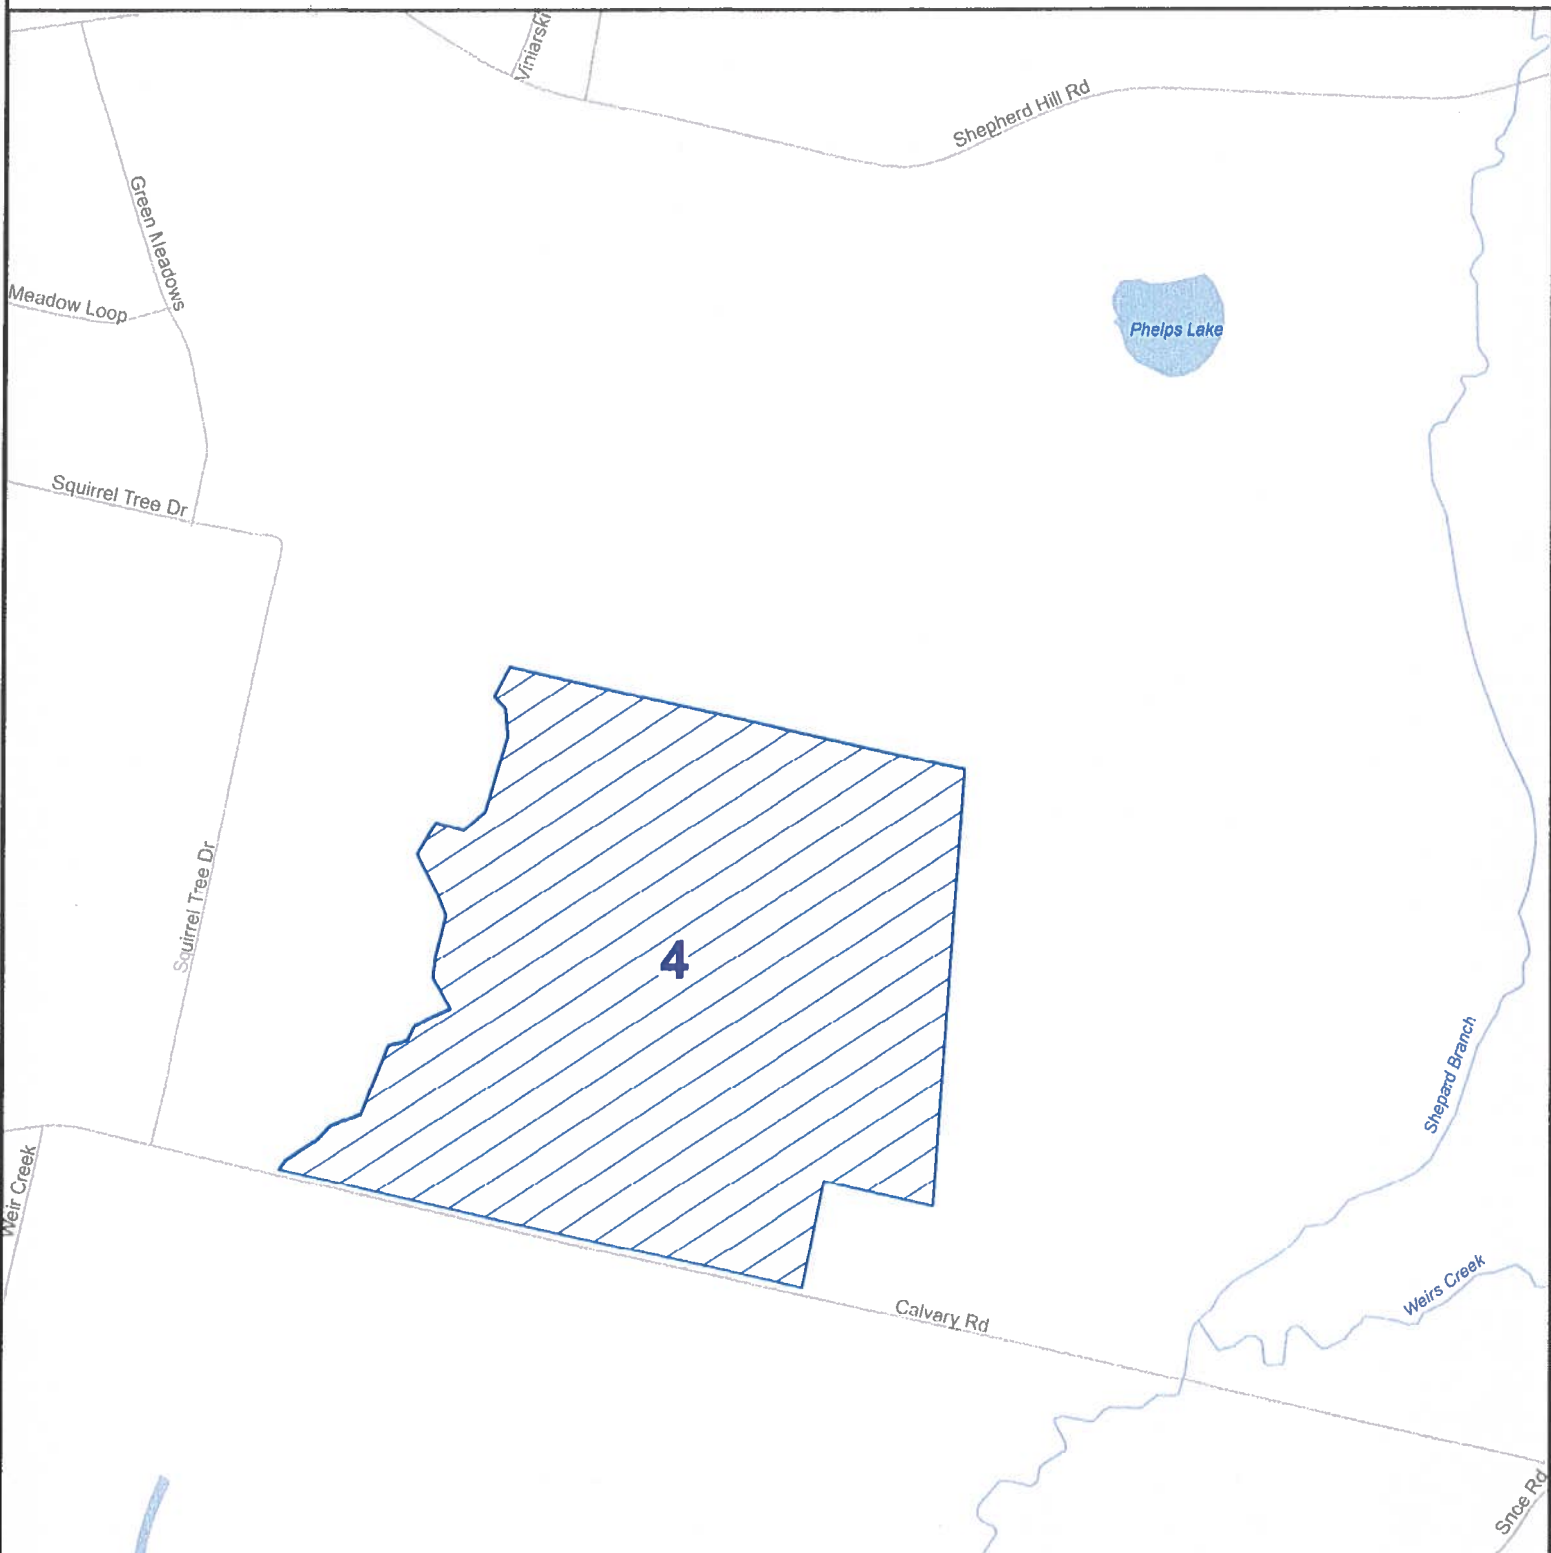 Viniarski
Shepherd Hill Rd
Green Meadows
Meadow Loop
Phelps Lake
Squirrel Tree Dr
Squirrel Tree Dr
4
Shepard Branch
Weir Creek
Weirs Creek
Calvary Rd
Rd